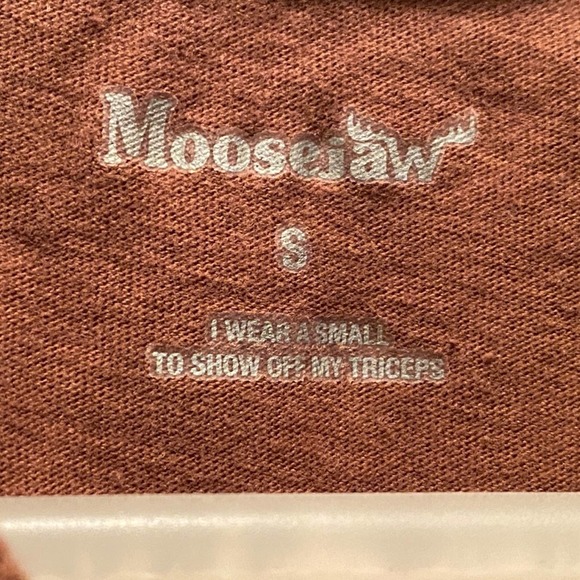 Moosejaw
S
I WEAR A SMALL
TO SHOW OFF MY TRICEPS